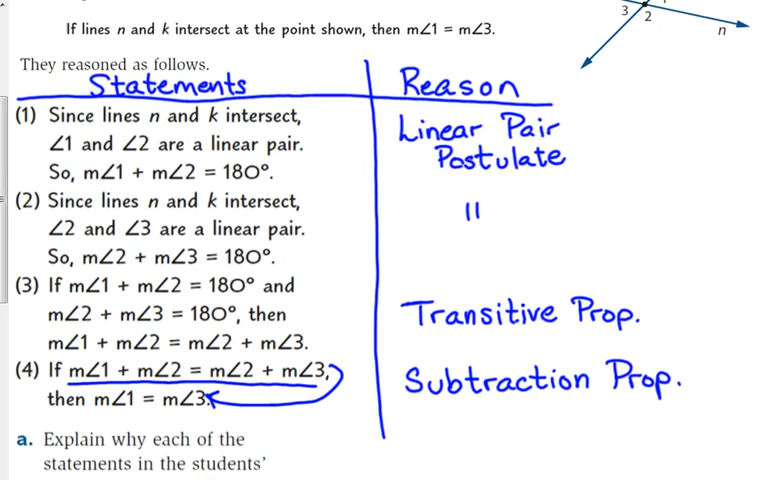 3
2
n
If lines n and k intersect at the point shown, then m∠1 = m∠3.
They reasoned as follows.
Statements
Reason
(1) Since lines n and k intersect,
∠1 and ∠2 are a linear pair.
So, m∠1 + m∠2 = 180°.
Linear Pair
Postulate
(2) Since lines n and k intersect,
∠2 and ∠3 are a linear pair.
So, m∠2 + m∠3 = 180°.
"
(3) If m∠1 + m∠2 = 180° and
m∠2 + m∠3 = 180°, then
m∠1 + m∠2 = m∠2 + m∠3.
Transitive Prop.
(4) If m∠1 + m∠2 = m∠2 + m∠3,
then m∠1 = m∠3.
Subtraction Prop.
a. Explain why each of the
statements in the students'